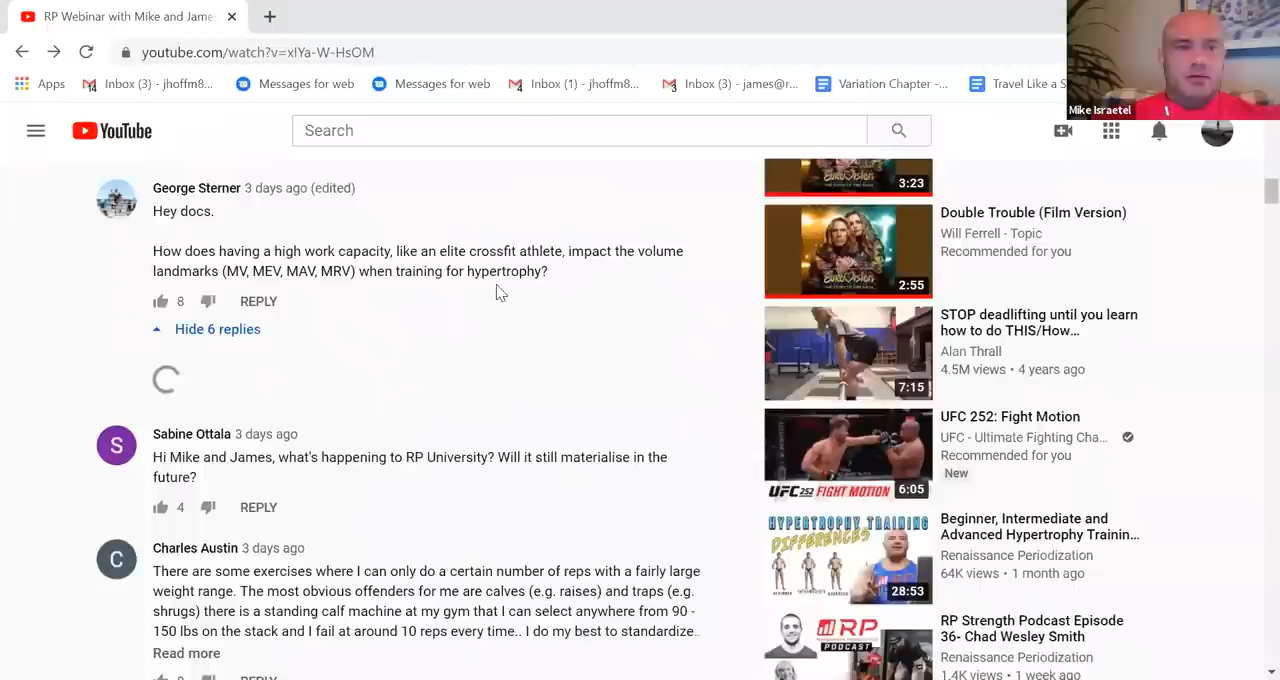 RP Webinar with Mike and Jame
youtube.com/watch?v=xIYa-W-HsOM
Apps
Inbox (3) - jhoffm8...
Messages for web
Messages for web
Inbox (1) - jhoffm8...
Inbox (3) - james@r...
Variation Chapter -...
Travel Like a S
Mike Israetel
YouTube
Search
George Sterner 3 days ago (edited)
Hey docs.
How does having a high work capacity, like an elite crossfit athlete, impact the volume
landmarks (MV, MEV, MAV, MRV) when training for hypertrophy?
8 REPLY
Hide 6 replies
S
Sabine Ottala 3 days ago
Hi Mike and James, what's happening to RP University? Will it still materialise in the
future?
4 REPLY
C
Charles Austin 3 days ago
There are some exercises where I can only do a certain number of reps with a fairly large
weight range. The most obvious offenders for me are calves (e.g. raises) and traps (e.g.
shrugs) there is a standing calf machine at my gym that I can select anywhere from 90 -
150 lbs on the stack and I fail at around 10 reps every time.. I do my best to standardize
Read more
REPLY
EUROVISION
3:23
EUROVISION
2:55
Double Trouble (Film Version)
Will Ferrell - Topic
Recommended for you
7:15
STOP deadlifting until you learn
how to do THIS/How...
Alan Thrall
4.5M views • 4 years ago
UFC 252 FIGHT MOTION
6:05
UFC 252: Fight Motion
UFC - Ultimate Fighting Cha...
Recommended for you
New
HYPERTROPHY TRAINING
DIFFERENCES
28:53
Beginner, Intermediate and
Advanced Hypertrophy Trainin...
Renaissance Periodization
64K views • 1 month ago
RP
PODCAST
RP Strength Podcast Episode
36- Chad Wesley Smith
Renaissance Periodization
1.4K views • 1 week ago